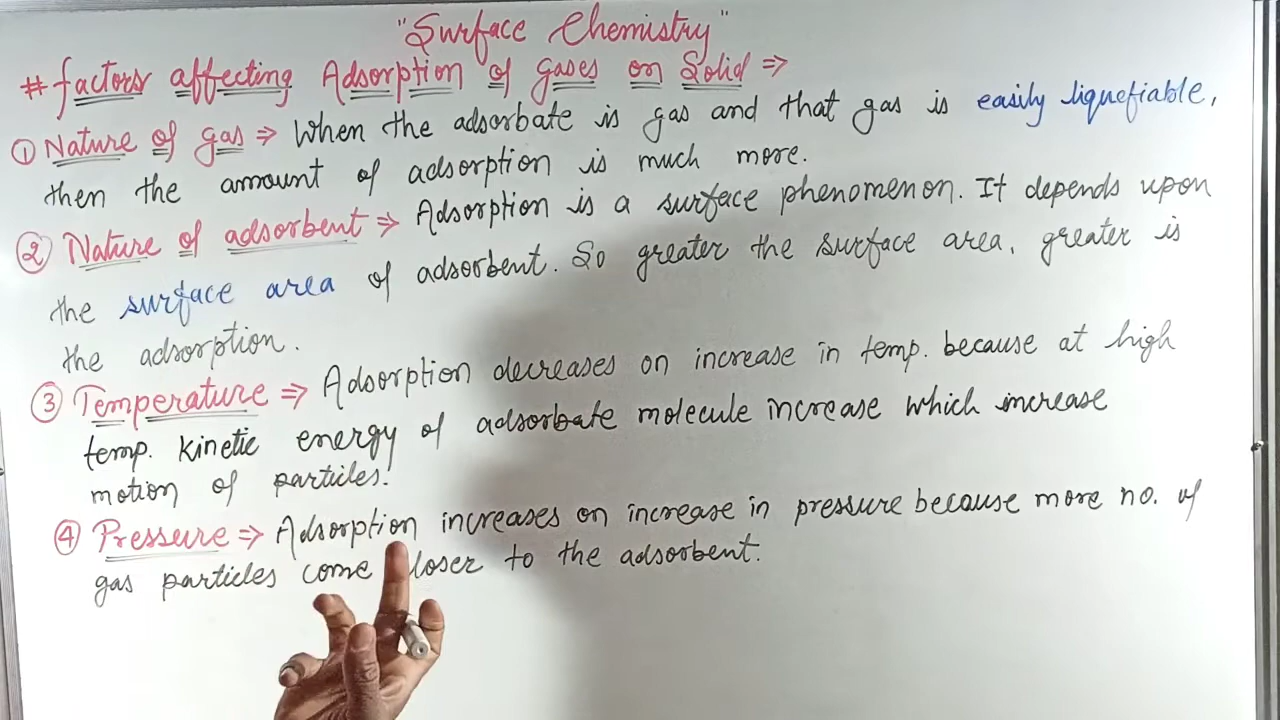 "Surface Chemistry"
# factors affecting Adsorption of gases on Solid ⇒
① Nature of gas ⇒ When the adsorbate is gas and that gas is easily liquefiable,
then the amount of adsorption is much more.
② Nature of adsorbent ⇒ Adsorption is a surface phenomenon. It depends upon
the surface area of adsorbent. So greater the surface area, greater is
the adsorption.
③ Temperature ⇒ Adsorption decreases on increase in temp. because at high
temp. kinetic energy of adsorbate molecule increase which increase
motion of particles.
④ Pressure ⇒ Adsorption increases on increase in pressure because more no. of
gas particles come loser to the adsorbent.